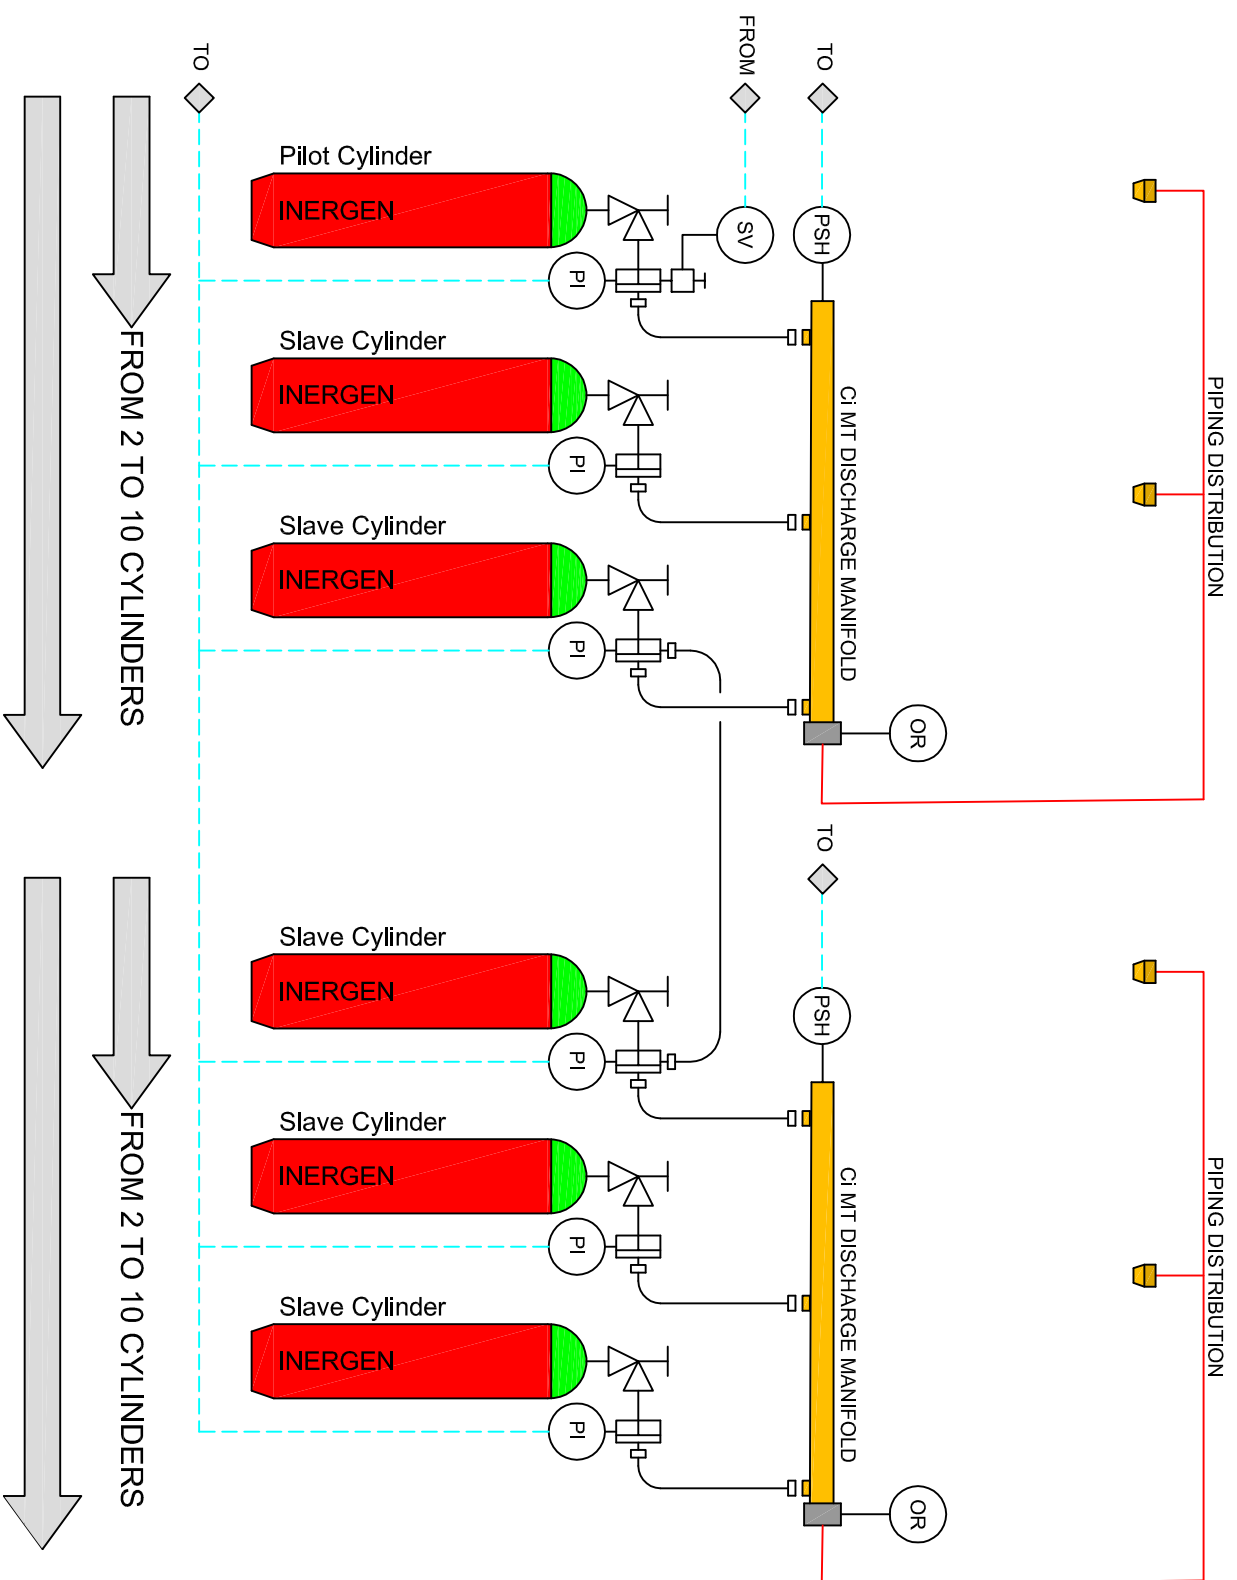 TO
FROM
TO
Pilot Cylinder
INERGEN
SV
PSH
PI
Slave Cylinder
INERGEN
PI
Slave Cylinder
INERGEN
PI
Ci MT DISCHARGE MANIFOLD
PIPING DISTRIBUTION
FROM 2 TO 10 CYLINDERS
OR
TO
Slave Cylinder
INERGEN
PSH
PI
Slave Cylinder
INERGEN
PI
Slave Cylinder
INERGEN
PI
Ci MT DISCHARGE MANIFOLD
PIPING DISTRIBUTION
FROM 2 TO 10 CYLINDERS
OR